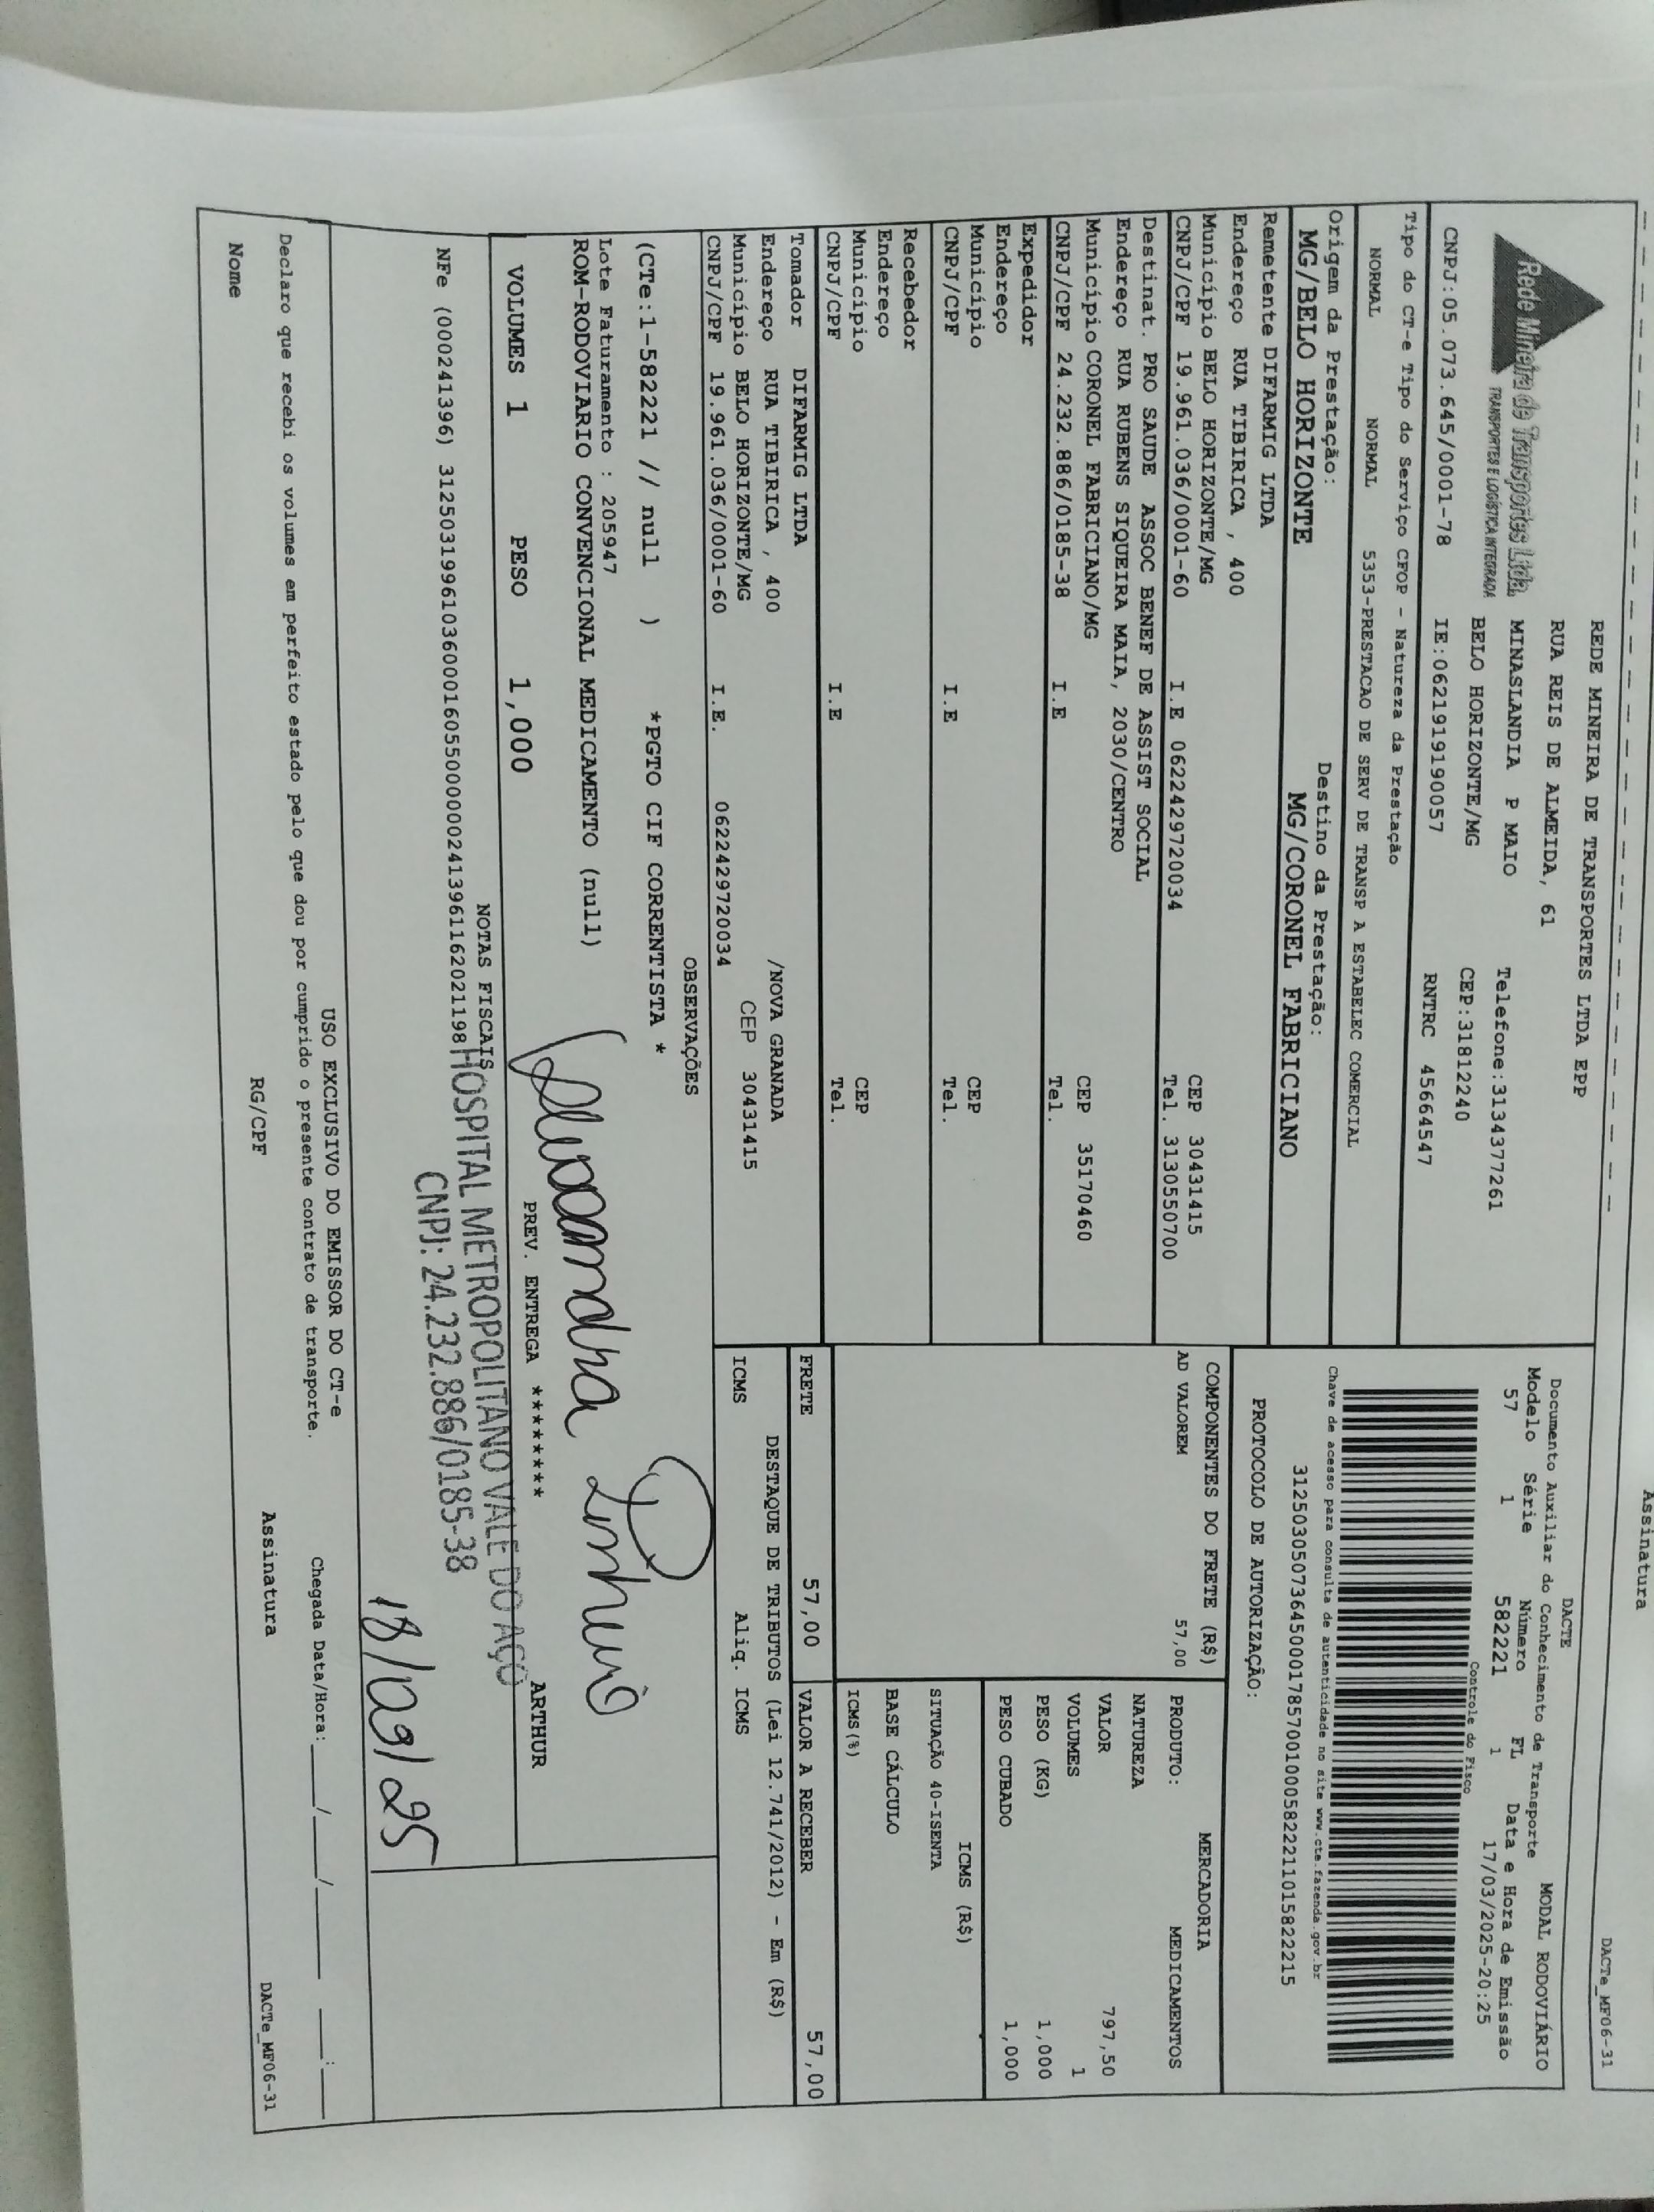 Assinatura
DACTe_MF06-31
Rede Mineira de Transportes Ltda.
TRANSPORTES E LOGÍSTICA INTEGRADA
REDE MINEIRA DE TRANSPORTES LTDA EPP
RUA REIS DE ALMEIDA, 61
MINASLANDIA P MAIO Telefone:3134377261
BELO HORIZONTE/MG CEP:31812240
CNPJ:05.073.645/0001-78 IE:0621919190057 RNTRC 45664547
DACTE
Documento Auxiliar do Conhecimento de Transporte MODAL RODOVIÁRIO
Modelo Série Número FL Data e Hora de Emissão
57 1 582221 1 17/03/2025-20:25
Controle do Fisco
Chave de acesso para consulta de autenticidade no site www.cte.fazenda.gov.br
31250305073645000178570010005822211015822215
PROTOCOLO DE AUTORIZAÇÃO:
Tipo do CT-e Tipo do Serviço CFOP - Natureza da Prestação
NORMAL NORMAL 5353-PRESTACAO DE SERV DE TRANSP A ESTABELEC COMERCIAL
Origem da Prestação: Destino da Prestação:
MG/BELO HORIZONTE MG/CORONEL FABRICIANO
Remetente DIFARMIG LTDA
Endereço RUA TIBIRICA , 400
Município BELO HORIZONTE/MG CEP 30431415
CNPJ/CPF 19.961.036/0001-60 I.E 0622429720034 Tel. 3130550700
Destinat. PRO SAUDE ASSOC BENEF DE ASSIST SOCIAL
Endereço RUA RUBENS SIQUEIRA MAIA, 2030/CENTRO
Município CORONEL FABRICIANO/MG CEP 35170460
CNPJ/CPF 24.232.886/0185-38 I.E Tel.
Expedidor
Endereço
Município CEP
CNPJ/CPF I.E Tel.
Recebedor
Endereço
Município CEP
CNPJ/CPF I.E Tel.
Tomador DIFARMIG LTDA
Endereço RUA TIBIRICA , 400 /NOVA GRANADA
Município BELO HORIZONTE/MG CEP 30431415
CNPJ/CPF 19.961.036/0001-60 I.E. 0622429720034
COMPONENTES DO FRETE (R$)
AD VALOREM 57,00
MERCADORIA
PRODUTO: MEDICAMENTOS
NATUREZA
VALOR 797,50
VOLUMES 1
PESO (KG) 1,000
PESO CUBADO 1,000
ICMS (R$)
SITUAÇÃO 40-ISENTA
BASE CÁLCULO
ICMS(%)
FRETE 57,00 VALOR A RECEBER 57,00
DESTAQUE DE TRIBUTOS (Lei 12.741/2012) - Em (R$)
ICMS Aliq. ICMS
OBSERVAÇÕES
(CTe:1-582221 // null ) *PGTO CIF CORRENTISTA *
Lote Faturamento : 205947
ROM-RODOVIARIO CONVENCIONAL MEDICAMENTO (null)
Pinheiro
VOLUMES 1 PESO 1,000 PREV. ENTREGA ******** ARTHUR
NOTAS FISCAIS
NFe (000241396) 31250319961036000160550000002413961162021198
HOSPITAL METROPOLITANO VALE DO AÇO
CNPJ: 24.232.886/0185-38
18/09/25
USO EXCLUSIVO DO EMISSOR DO CT-e
Declaro que recebi os volumes em perfeito estado pelo que dou por cumprido o presente contrato de transporte. Chegada Data/Hora:____/____/______ ___:___
Nome RG/CPF Assinatura
DACTe_MF06-31